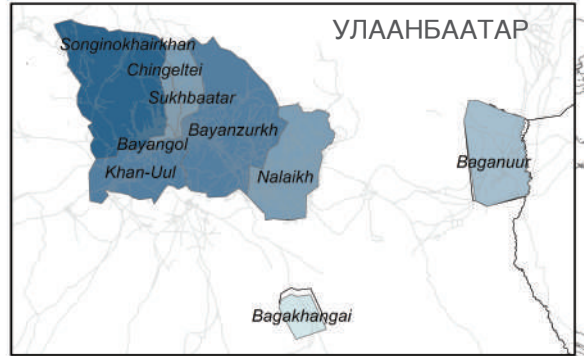 УЛААНБААТАР
Songinokhairkhan
Chingeltei
Sukhbaatar
Bayanzurkh
Bayangol
Khan-Uul
Nalaikh
Baganuur
Bagakhangai